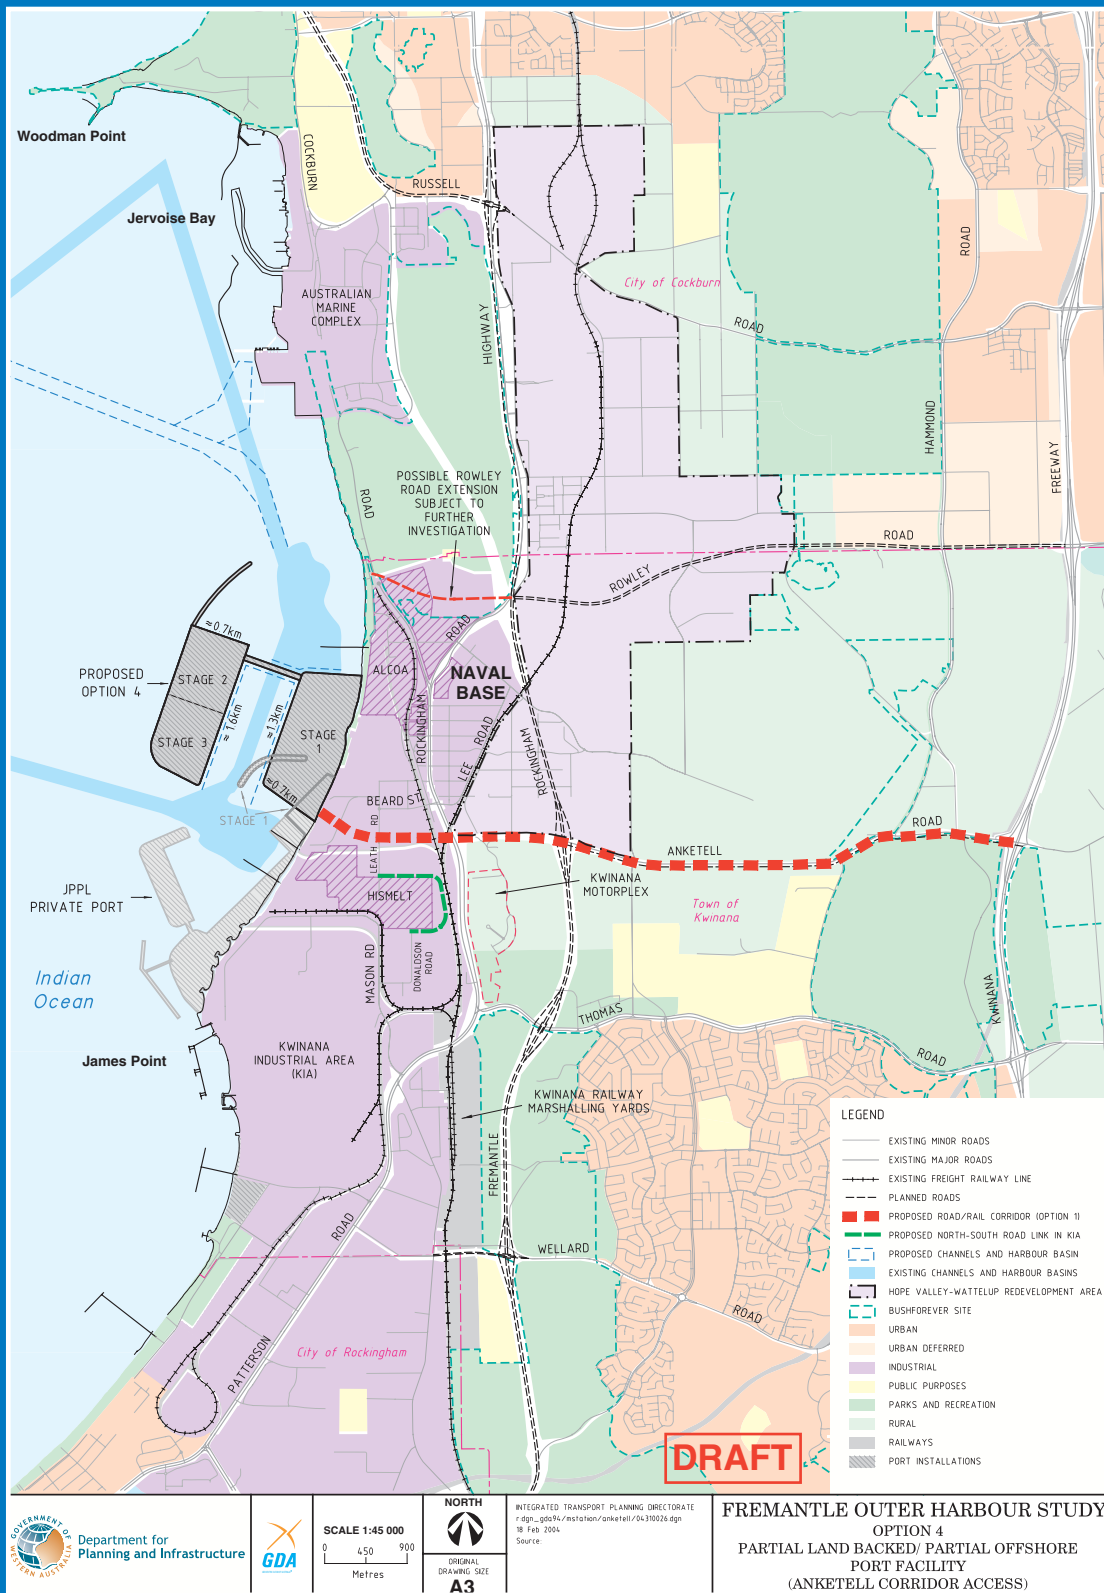 Woodman Point
Jervoise Bay
COCKBURN
RUSSELL
AUSTRALIAN
MARINE
COMPLEX
HIGHWAY
City of Cockburn
ROAD
ROAD
HAMMOND
FREEWAY
POSSIBLE ROWLEY
ROAD EXTENSION
SUBJECT TO
FURTHER
INVESTIGATION
ROAD
ROAD
ROWLEY
ROAD
≈0.7km
PROPOSED
OPTION 4
STAGE 2
STAGE 3
≈ 1.6km
≈1.3km
STAGE
1
≈0.7km
STAGE 1
ALCOA
NAVAL
BASE
ROCKINGHAM
LEE ROAD
ROCKINGHAM
BEARD ST
LEATH RD
ROAD
ANKETELL
KWINANA
MOTORPLEX
HISMELT
Town of
Kwinana
JPPL
PRIVATE PORT
Indian
Ocean
MASON RD
DONALDSON
ROAD
THOMAS
KWINANA
ROAD
James Point
KWINANA
INDUSTRIAL AREA
(KIA)
KWINANA RAILWAY
MARSHALLING YARDS
FREMANTLE
ROAD
WELLARD
ROAD
PATTERSON
City of Rockingham
LEGEND
EXISTING MINOR ROADS
EXISTING MAJOR ROADS
EXISTING FREIGHT RAILWAY LINE
PLANNED ROADS
PROPOSED ROAD/RAIL CORRIDOR (OPTION 1)
PROPOSED NORTH-SOUTH ROAD LINK IN KIA
PROPOSED CHANNELS AND HARBOUR BASIN
EXISTING CHANNELS AND HARBOUR BASINS
HOPE VALLEY-WATTELUP REDEVELOPMENT AREA
BUSHFOREVER SITE
URBAN
URBAN DEFERRED
INDUSTRIAL
PUBLIC PURPOSES
PARKS AND RECREATION
RURAL
RAILWAYS
PORT INSTALLATIONS
DRAFT
GOVERNMENT OF
WESTERN AUSTRALIA
Department for
Planning and Infrastructure
GDA
SCALE 1:45 000
0 450 900
Metres
NORTH
ORIGINAL
DRAWING SIZE
A3
INTEGRATED TRANSPORT PLANNING DIRECTORATE
r.dgn_gda94/mstation/anketell/04310026.dgn
18 Feb 2004
Source:
FREMANTLE OUTER HARBOUR STUDY
OPTION 4
PARTIAL LAND BACKED/ PARTIAL OFFSHORE
PORT FACILITY
(ANKETELL CORRIDOR ACCESS)